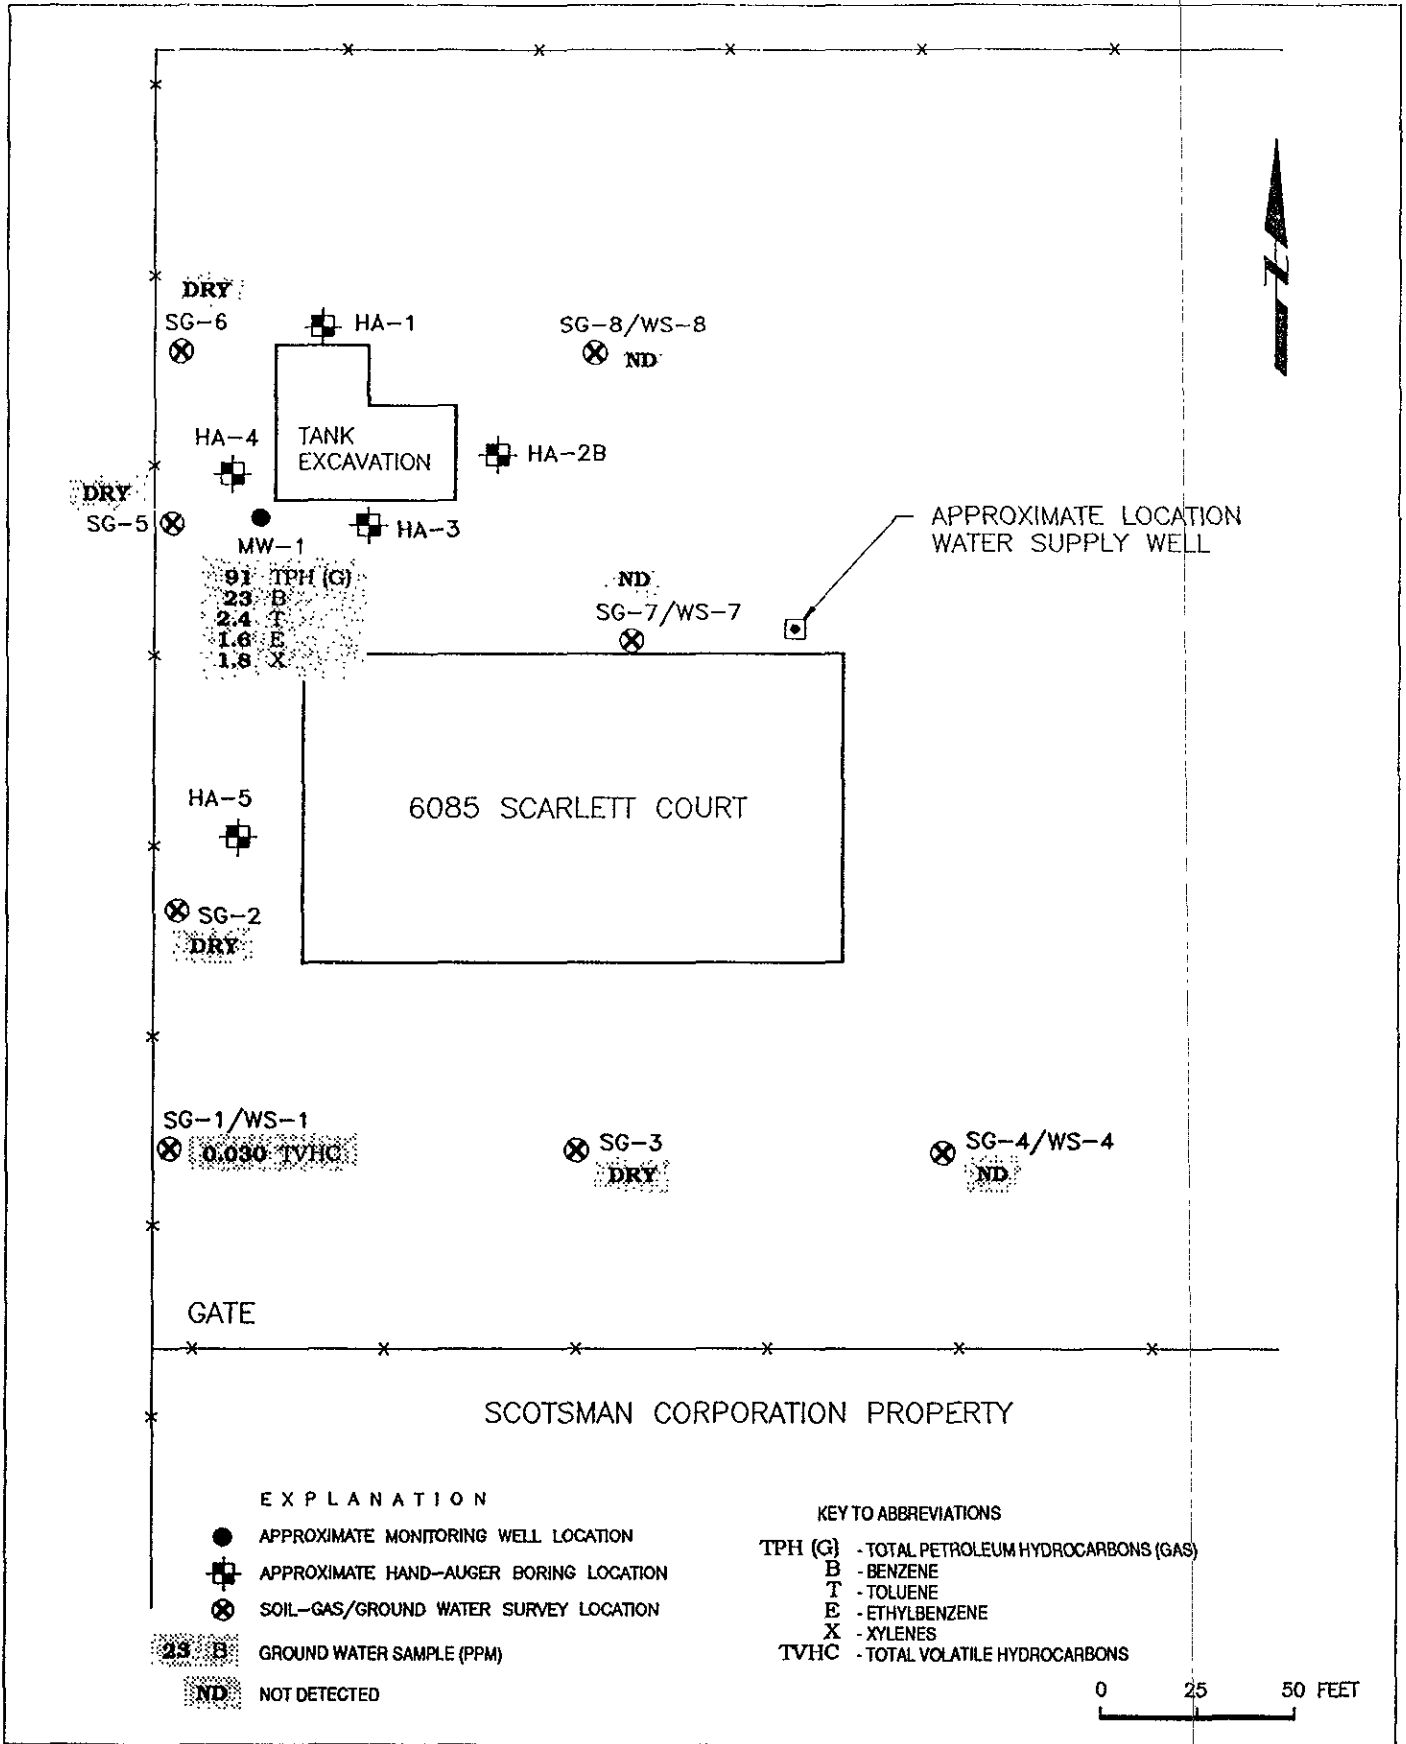 N
DRY
SG-6
HA-1
SG-8/WS-8
ND
HA-4
TANK
EXCAVATION
HA-2B
DRY
SG-5
HA-3
MW-1
91 TPH (G)
23 B
2.4 T
1.6 E
1.8 X
APPROXIMATE LOCATION
WATER SUPPLY WELL
ND
SG-7/WS-7
HA-5
6085 SCARLETT COURT
SG-2
DRY
SG-1/WS-1
0.030 TVHC
SG-3
DRY
SG-4/WS-4
ND
GATE
SCOTSMAN CORPORATION PROPERTY
EXPLANATION
APPROXIMATE MONITORING WELL LOCATION
APPROXIMATE HAND-AUGER BORING LOCATION
SOIL-GAS/GROUND WATER SURVEY LOCATION
23 B GROUND WATER SAMPLE (PPM)
ND NOT DETECTED
KEY TO ABBREVIATIONS
TPH (G) - TOTAL PETROLEUM HYDROCARBONS (GAS)
B - BENZENE
T - TOLUENE
E - ETHYLBENZENE
X - XYLENES
TVHC - TOTAL VOLATILE HYDROCARBONS
0 25 50 FEET